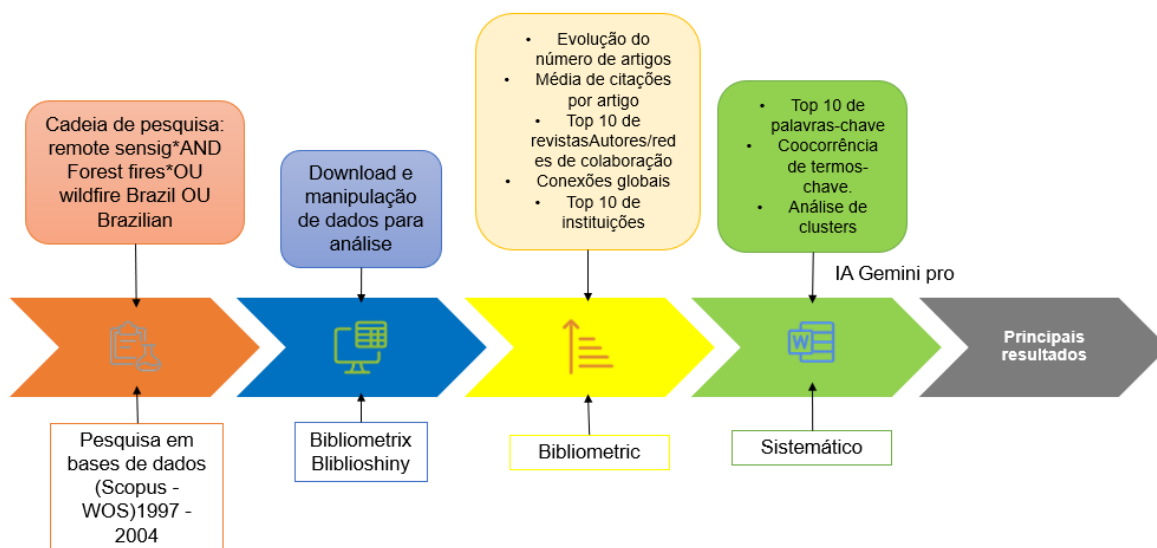 Cadeia de pesquisa:
remote sensig*AND
Forest fires*OU
wildfire Brazil OU
Brazilian
Download e
manipulação
de dados para
análise
• Evolução do
número de artigos
• Média de citações
por artigo
• Top 10 de
revistasAutores/red
es de colaboração
• Conexões globais
• Top 10 de
instituições
• Top 10 de
palavras-chave
• Coocorrência
de termos-
chave.
• Análise de
clusters
IA Gemini pro
W
Principais
resultados
Pesquisa em
bases de dados
(Scopus -
WOS)1997 -
2004
Bibliometrix
Bliblioshiny
Bibliometric
Sistemático